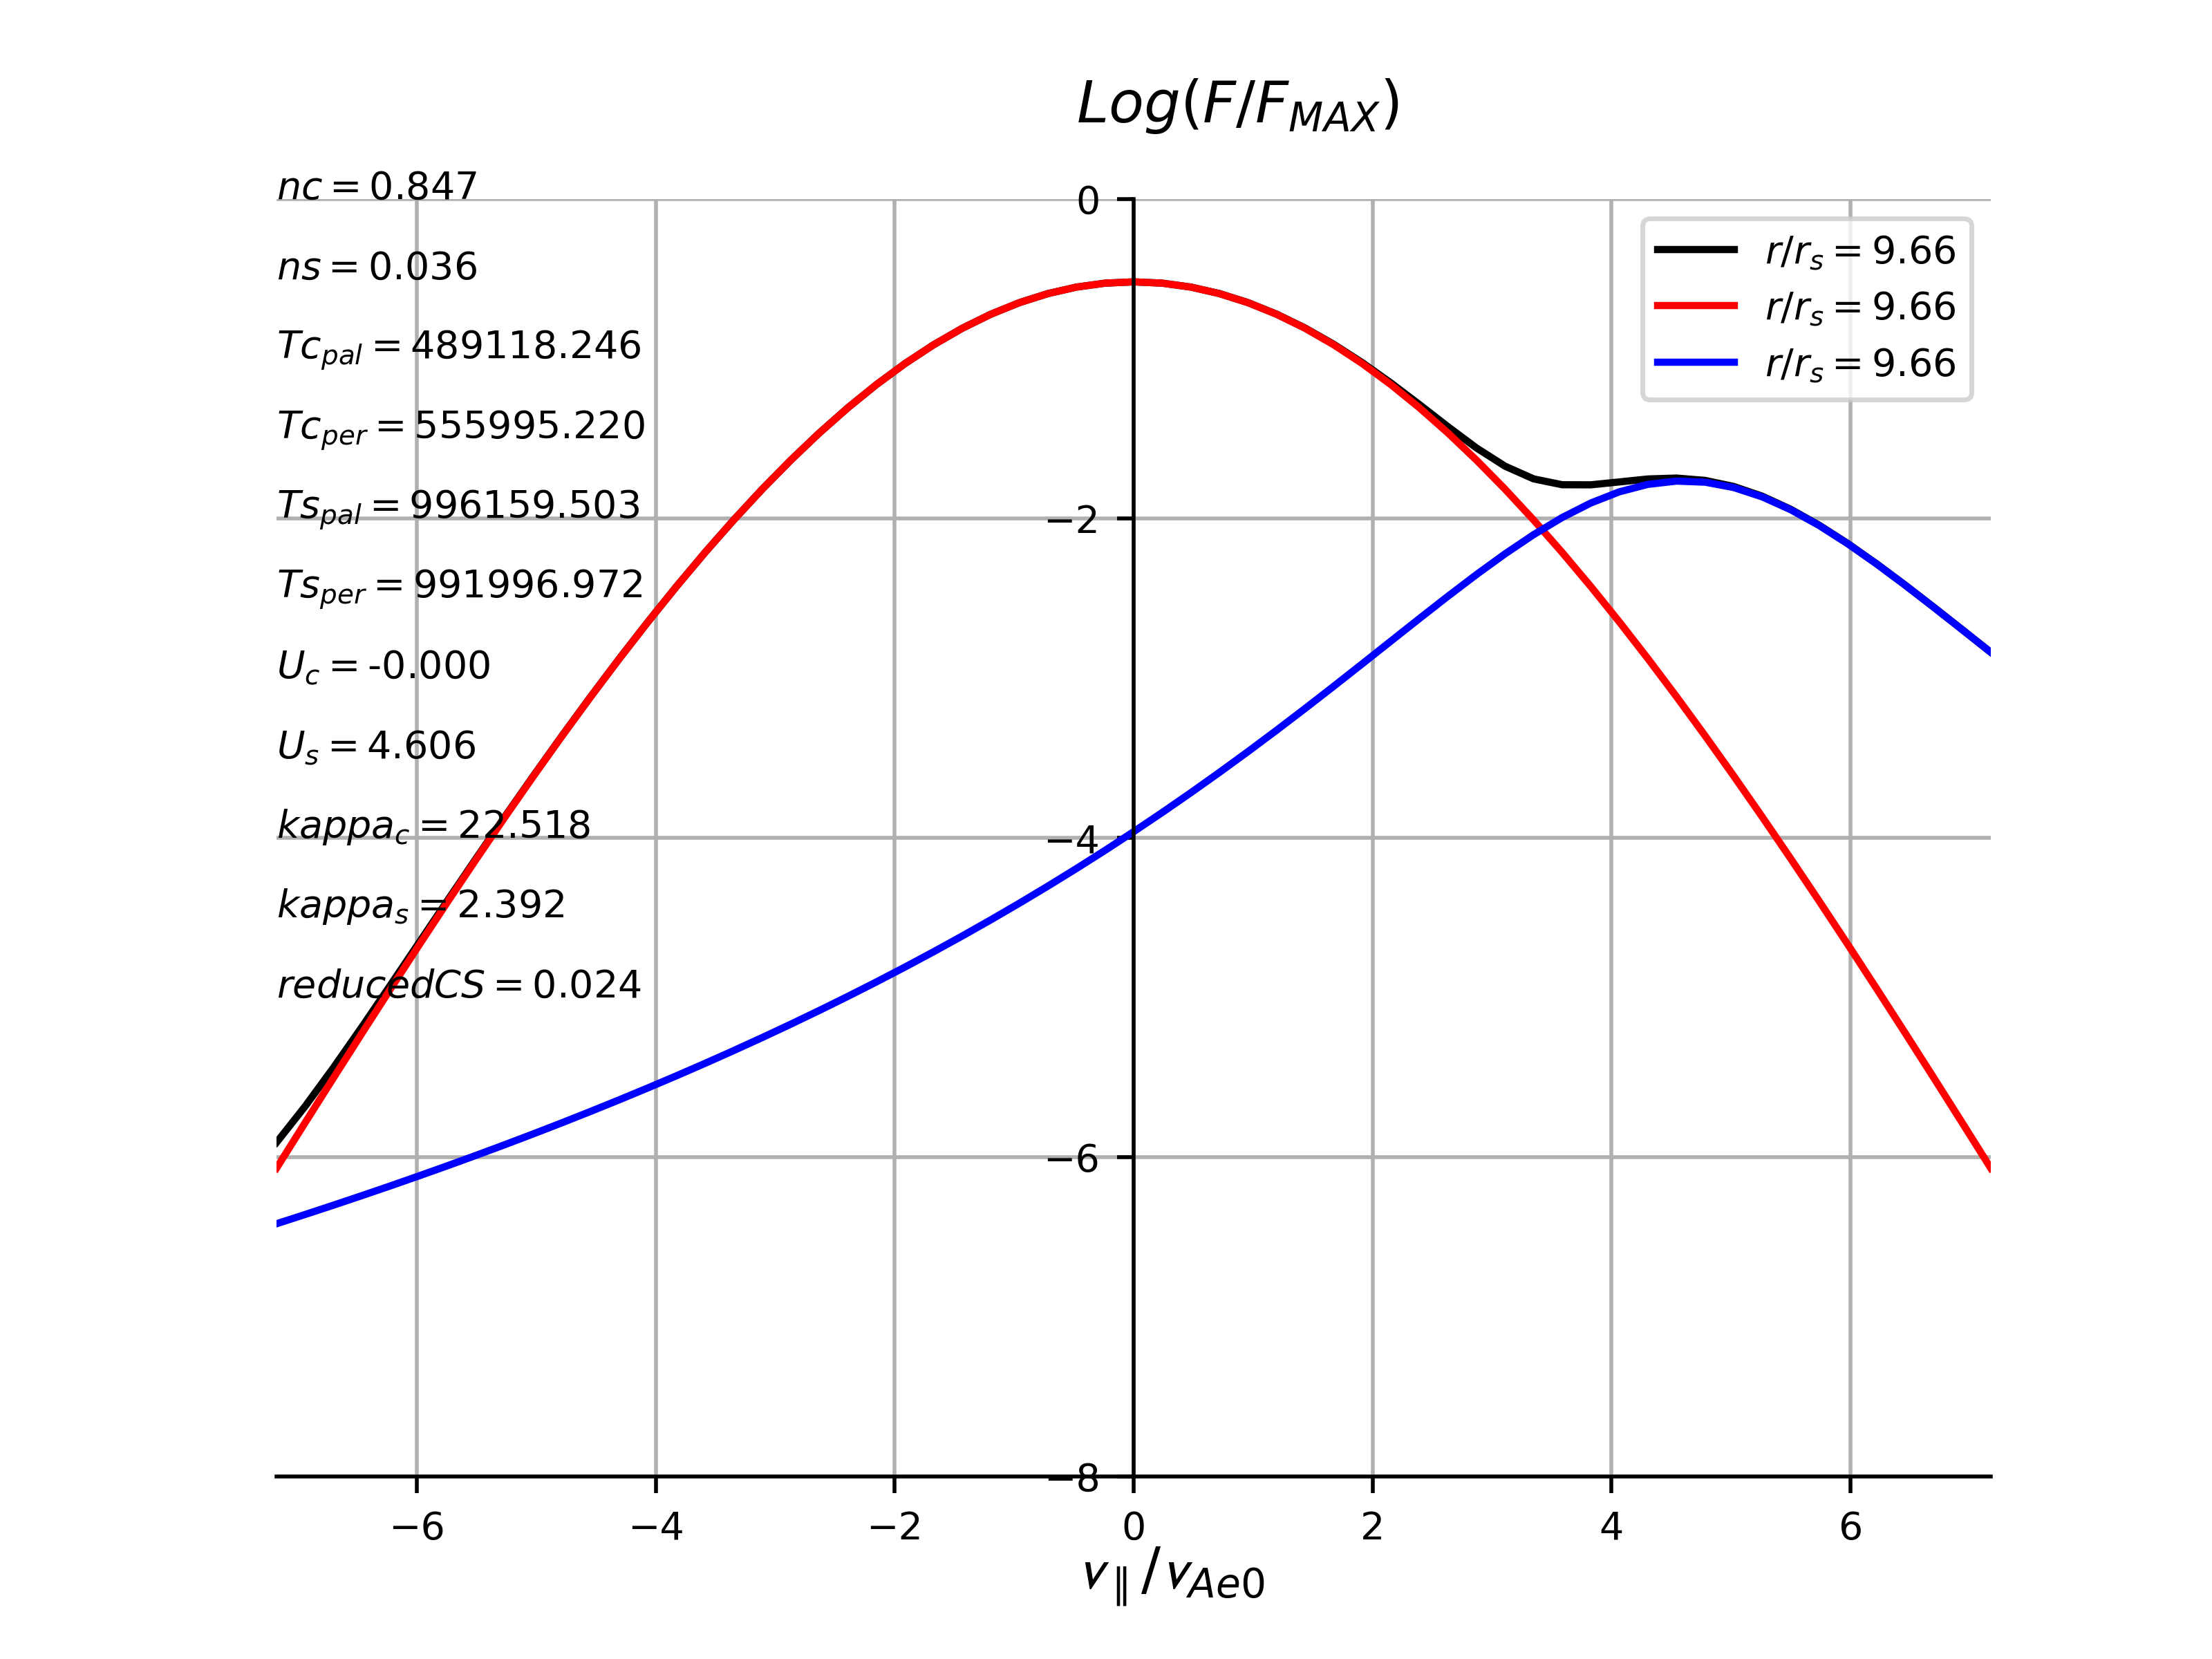 Log(F/F_MAX)
nc = 0.847
ns = 0.036
Tc_pal = 489118.246
Tc_per = 555995.220
Ts_pal = 996159.503
Ts_per = 991996.972
U_c = -0.000
U_s = 4.606
kappa_c = 22.518
kappa_s = 2.392
reducedCS = 0.024
0
−2
−4
−6
−8
r/r_s = 9.66
r/r_s = 9.66
r/r_s = 9.66
−6 −4 −2 0 2 4 6
v_∥/v_Ae0